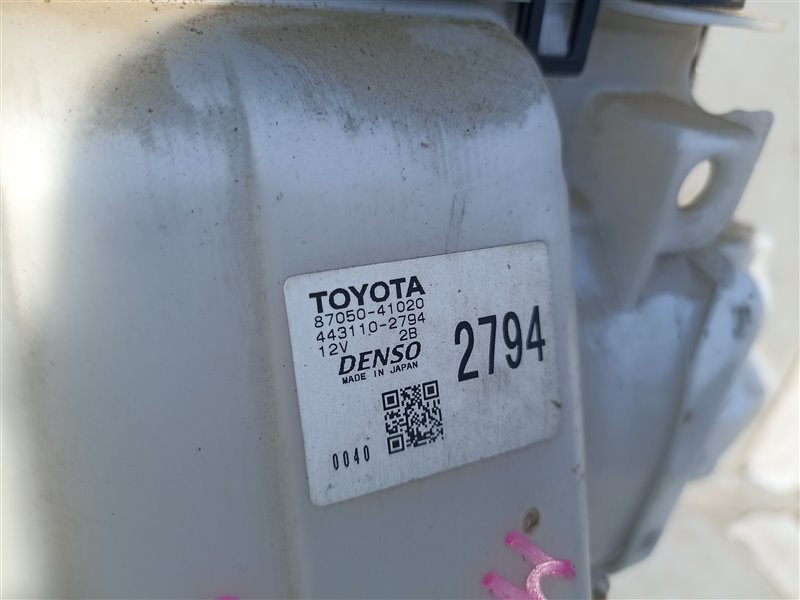 TOYOTA
87050-41020
443110-2794
12V 2B
DENSO
MADE IN JAPAN
2794
0040